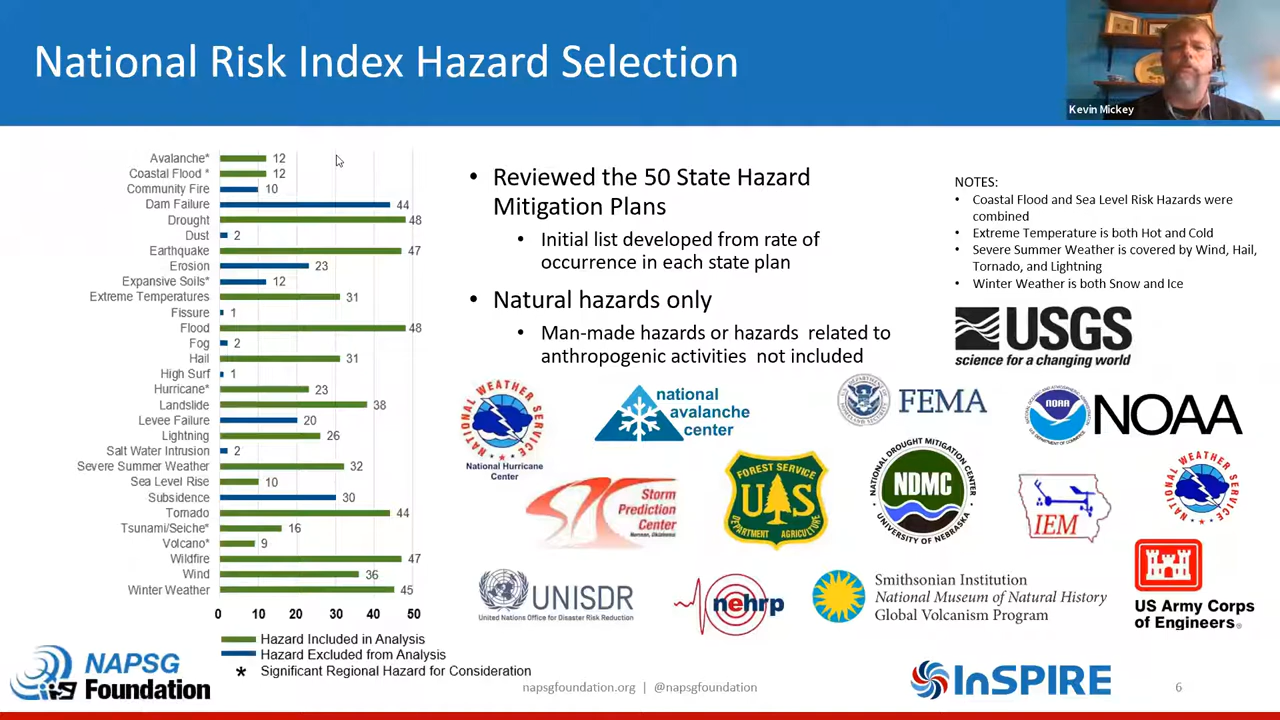 National Risk Index Hazard Selection
Kevin Mickey
Avalanche* 12
Coastal Flood * 12
Community Fire 10
Dam Failure 44
Drought 48
Dust 2
Earthquake 47
Erosion 23
Expansive Soils* 12
Extreme Temperatures 31
Fissure 1
Flood 48
Fog 2
Hail 31
High Surf 1
Hurricane* 23
Landslide 38
Levee Failure 20
Lightning 26
Salt Water Intrusion 2
Severe Summer Weather 32
Sea Level Rise 10
Subsidence 30
Tornado 44
Tsunami/Seiche* 16
Volcano* 9
Wildfire 47
Wind 36
Winter Weather 45
0 10 20 30 40 50
Hazard Included in Analysis
Hazard Excluded from Analysis
* Significant Regional Hazard for Consideration
• Reviewed the 50 State Hazard
Mitigation Plans
• Initial list developed from rate of
occurrence in each state plan
• Natural hazards only
• Man-made hazards or hazards related to
anthropogenic activities not included
NOTES:
• Coastal Flood and Sea Level Risk Hazards were
combined
• Extreme Temperature is both Hot and Cold
• Severe Summer Weather is covered by Wind, Hail,
Tornado, and Lightning
• Winter Weather is both Snow and Ice
USGS
science for a changing world
NATIONAL WEATHER SERVICE
National Hurricane
Center
national
avalanche
center
FEMA
NOAA
NOAA
Storm
Prediction
Center
Norman, Oklahoma
FOREST SERVICE
U S
DEPARTMENT OF AGRICULTURE
NATIONAL DROUGHT MITIGATION CENTER
NDMC
UNIVERSITY OF NEBRASKA
IEM
NATIONAL WEATHER SERVICE
UNISDR
United Nations Office for Disaster Risk Reduction
nehrp
Smithsonian Institution
National Museum of Natural History
Global Volcanism Program
US Army Corps
of Engineers®
NAPSG
Foundation
napsgfoundation.org | @napsgfoundation
InSPIRE
6